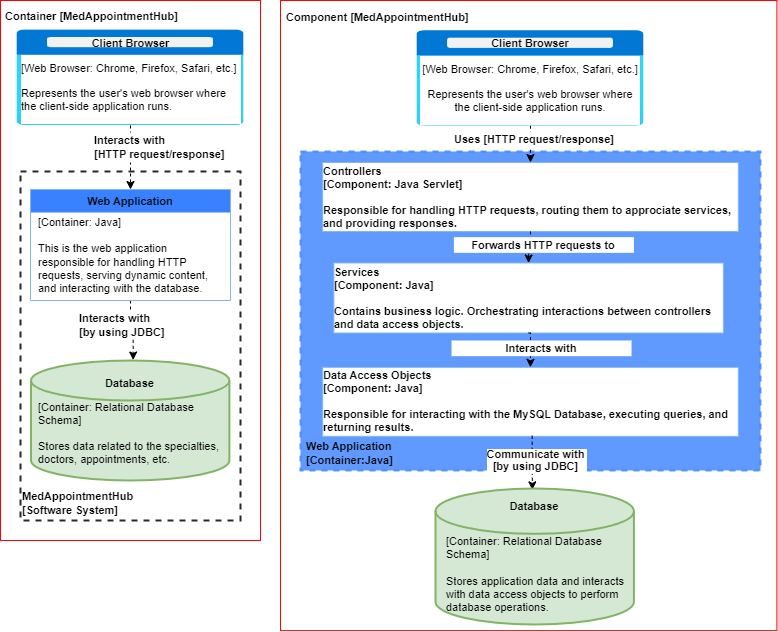 Container [MedAppointmentHub]
Client Browser
[Web Browser: Chrome, Firefox, Safari, etc.]
Represents the user's web browser where
the client-side application runs.
Interacts with
[HTTP request/response]
Web Application
[Container: Java]
This is the web application
responsible for handling HTTP
requests, serving dynamic content,
and interacting with the database.
Interacts with
[by using JDBC]
Database
[Container: Relational Database
Schema]
Stores data related to the specialties,
doctors, appointments, etc.
MedAppointmentHub
[Software System]
Component [MedAppointmentHub]
Client Browser
[Web Browser: Chrome, Firefox, Safari, etc.]
Represents the user's web browser where
the client-side application runs.
Uses [HTTP request/response]
Controllers
[Component: Java Servlet]
Responsible for handling HTTP requests, routing them to approciate services,
and providing responses.
Forwards HTTP requests to
Services
[Component: Java]
Contains business logic. Orchestrating interactions between controllers
and data access objects.
Interacts with
Data Access Objects
[Component: Java]
Responsible for interacting with the MySQL Database, executing queries, and
returning results.
Web Application
[Container:Java]
Communicate with
[by using JDBC]
Database
[Container: Relational Database
Schema]
Stores application data and interacts
with data access objects to perform
database operations.